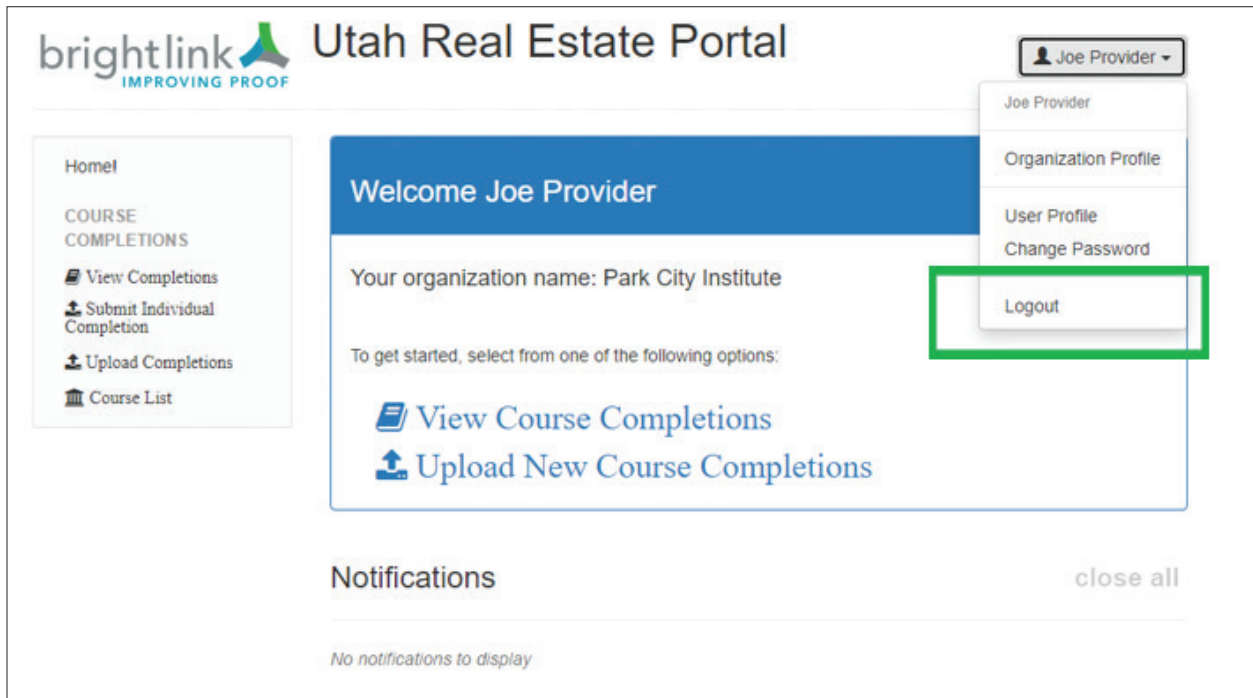 brightlink
IMPROVING PROOF
Utah Real Estate Portal
Joe Provider
Joe Provider
Organization Profile
User Profile
Change Password
Logout
Home!
COURSE
COMPLETIONS
View Completions
Submit Individual
Completion
Upload Completions
Course List
Welcome Joe Provider
Your organization name: Park City Institute
To get started, select from one of the following options:
View Course Completions
Upload New Course Completions
Notifications
close all
No notifications to display